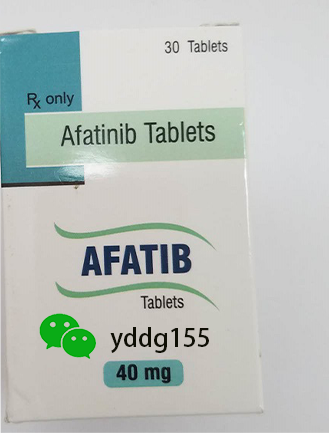 30 Tablets
Rx only
Afatinib Tablets
AFATIB
Tablets
yddg155
40 mg